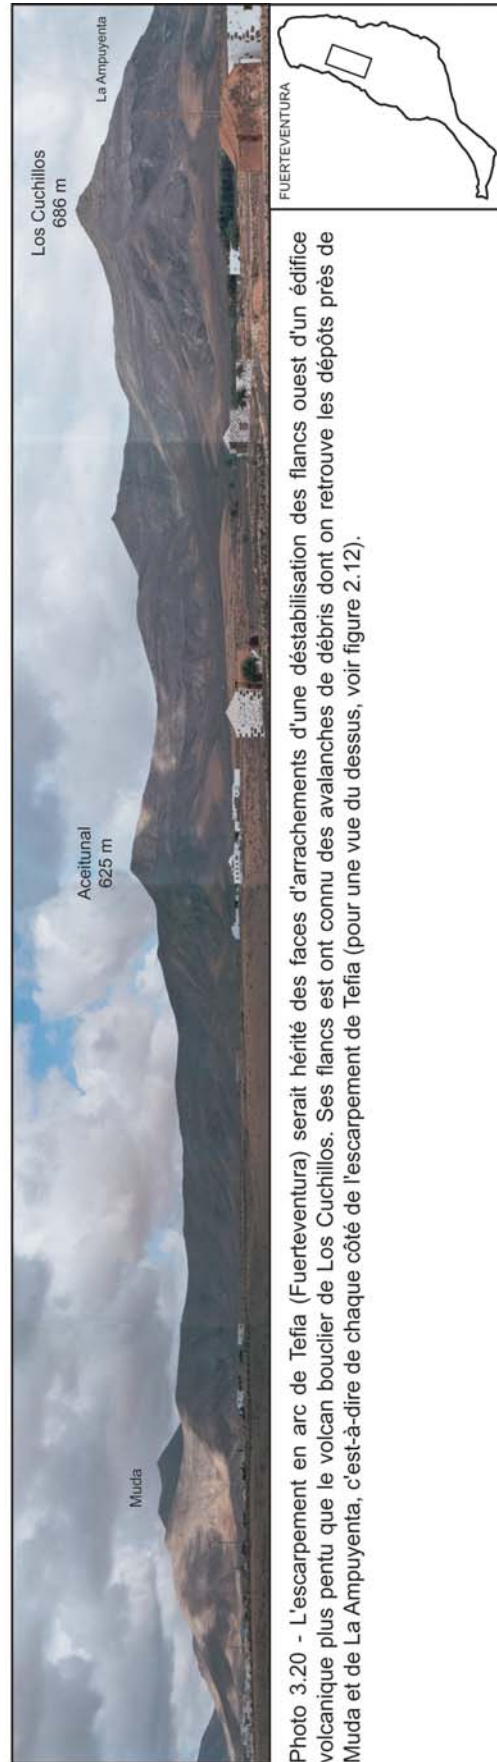 Muda
Aceitunal
625 m
Los Cuchillos
686 m
La Ampuyenta
FUERTEVENTURA
Photo 3.20 - L'escarpement en arc de Tefia (Fuerteventura) serait hérité des faces d'arrachements d'une déstabilisation des flancs ouest d'un édifice
volcanique plus pentu que le volcan bouclier de Los Cuchillos. Ses flancs est ont connu des avalanches de débris dont on retrouve les dépôts près de
Muda et de La Ampuyenta, c'est-à-dire de chaque côté de l'escarpement de Tefia (pour une vue du dessus, voir figure 2.12).